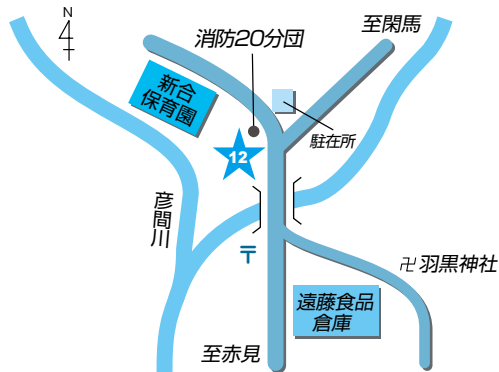 N
消防20分団
至閑馬
新合
保育園
駐在所
12
彦間川
〒
卍 羽黒神社
遠藤食品
倉庫
至赤見